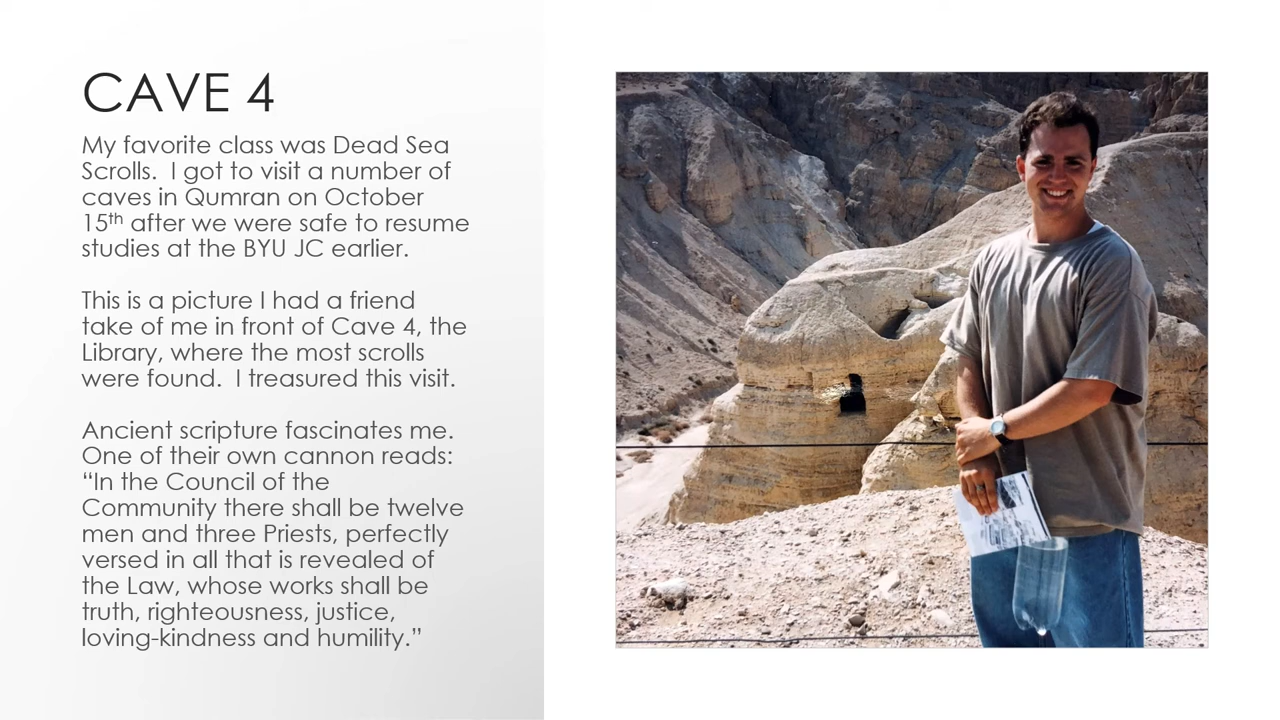 CAVE 4
My favorite class was Dead Sea
Scrolls.  I got to visit a number of
caves in Qumran on October
15th after we were safe to resume
studies at the BYU JC earlier.
This is a picture I had a friend
take of me in front of Cave 4, the
Library, where the most scrolls
were found.  I treasured this visit.
Ancient scripture fascinates me.
One of their own cannon reads:
“In the Council of the
Community there shall be twelve
men and three Priests, perfectly
versed in all that is revealed of
the Law, whose works shall be
truth, righteousness, justice,
loving-kindness and humility.”